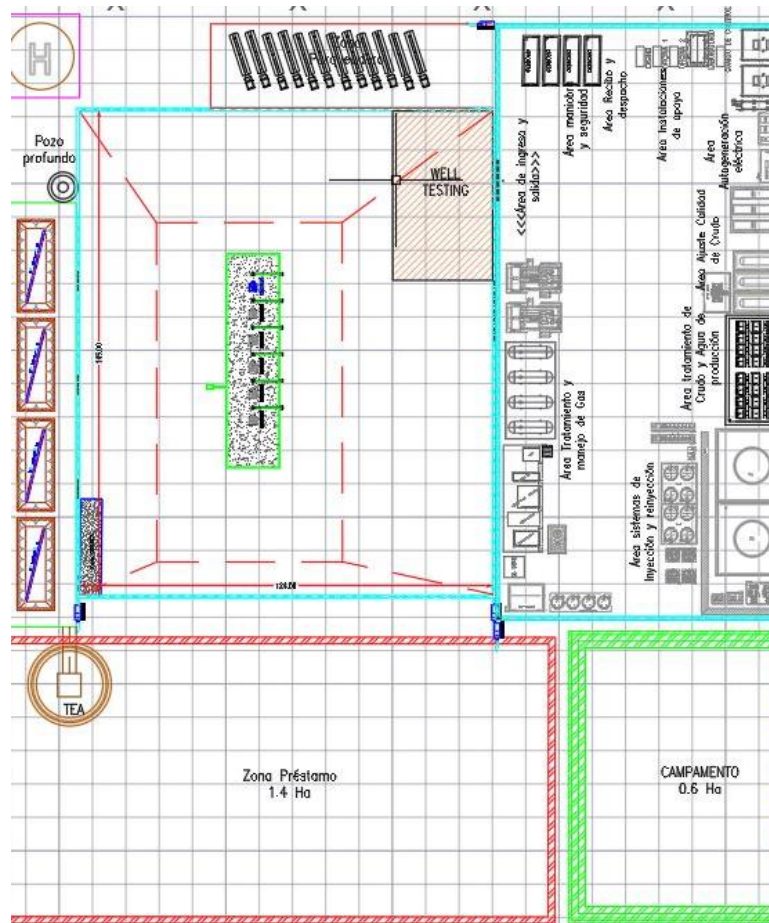 H
Zona
Parqueadero
Pozo
profundo
WELL
TESTING
<<<Área de ingreso y
salida>>>
Área maniobra
y seguridad
Área Recibo y
despacho
Área Instalaciones
de apoyo
Área
Autogeneración
eléctrica
Área Ajuste Calidad
de Crudo
Área tratamiento de
Crudo y Agua de
producción
Área Tratamiento y
manejo de Gas
Área sistemas de
Inyección y reinyección
TEA
Zona Préstamo
1.4 Ha
CAMPAMENTO
0.6 Ha